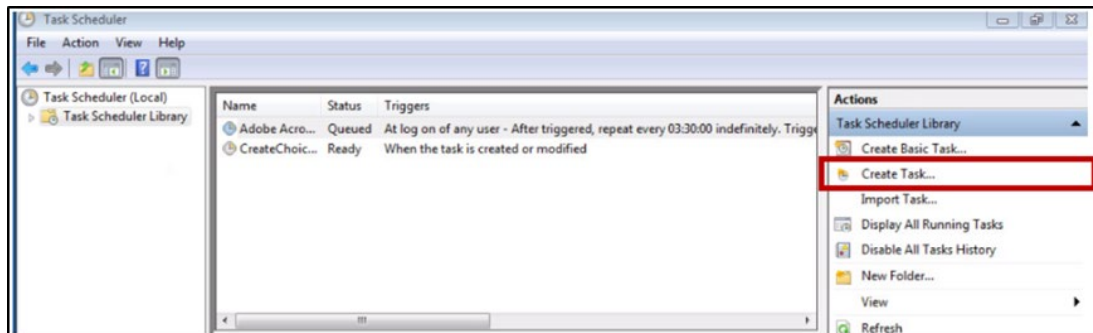 Task Scheduler
File Action View Help
Task Scheduler (Local)
Task Scheduler Library
Name Status Triggers
Adobe Acro... Queued At log on of any user - After triggered, repeat every 03:30:00 indefinitely. Trigge
CreateChoic... Ready When the task is created or modified
Actions
Task Scheduler Library
Create Basic Task...
Create Task...
Import Task...
Display All Running Tasks
Disable All Tasks History
New Folder...
View
Refresh